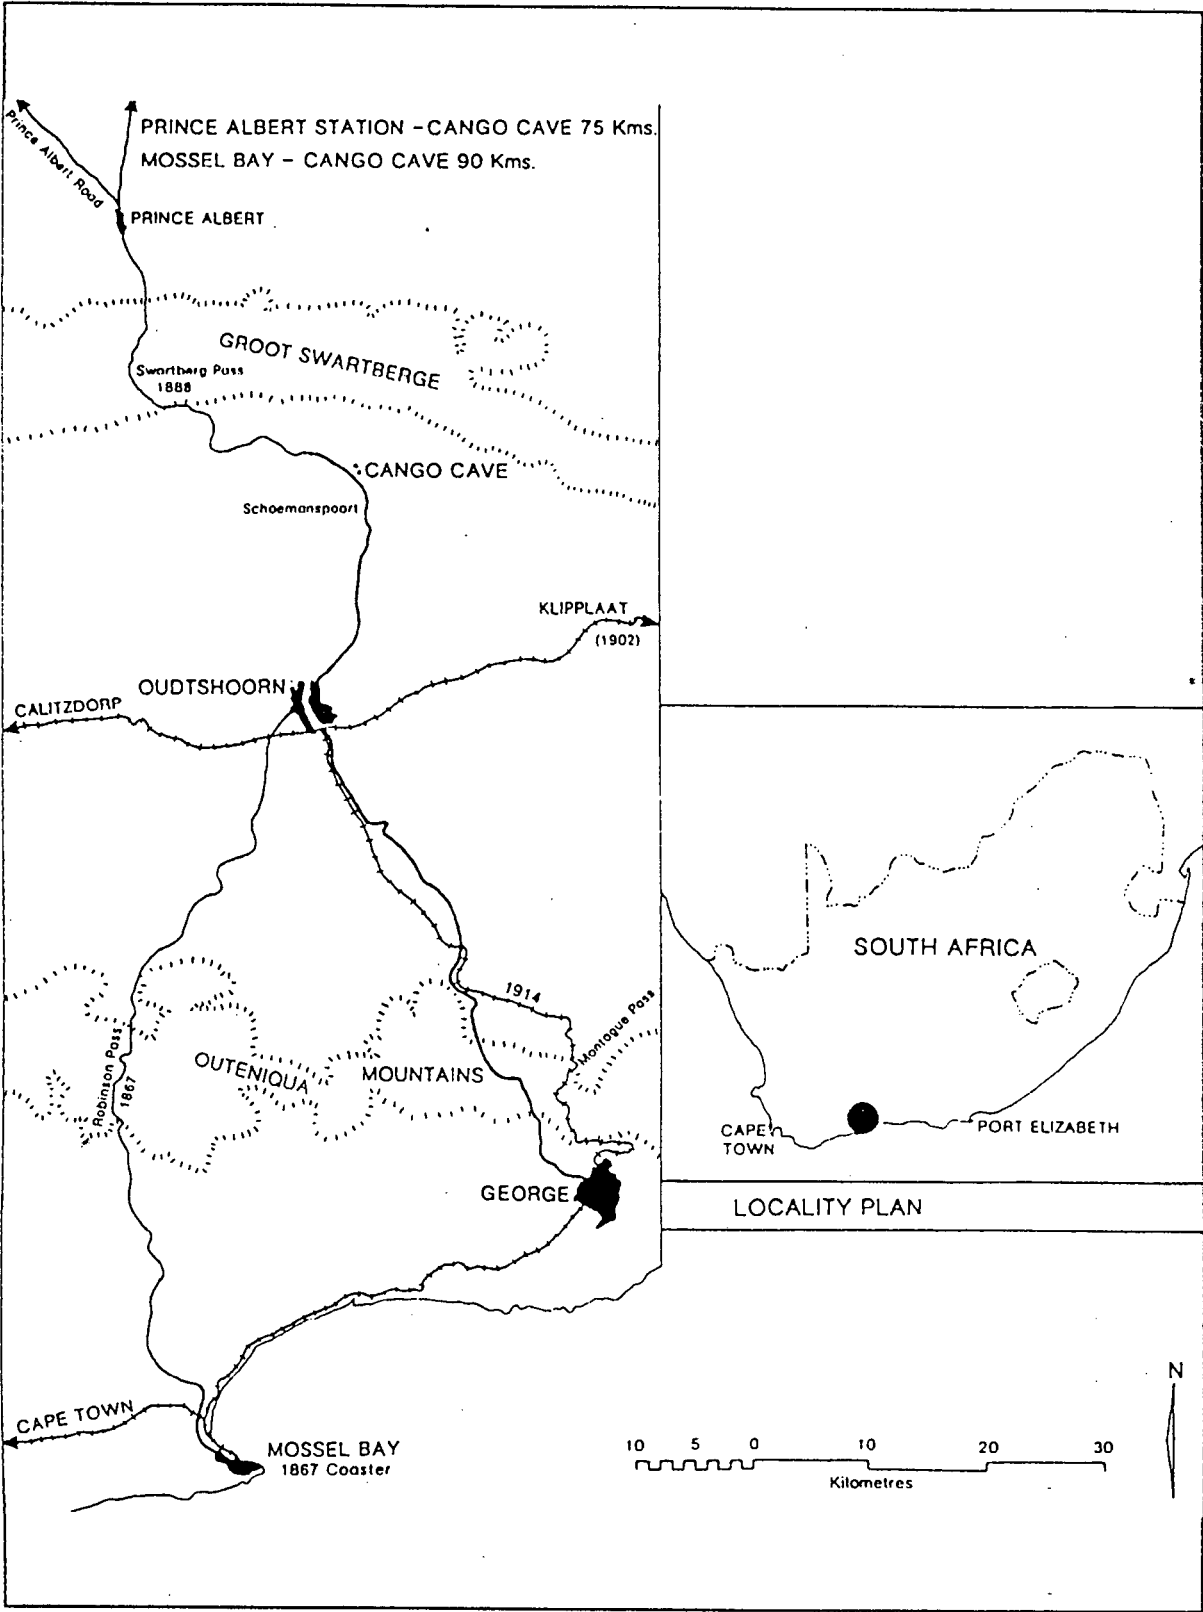 PRINCE ALBERT STATION - CANGO CAVE 75 Kms.
MOSSEL BAY - CANGO CAVE 90 Kms.
Prince Albert Road
PRINCE ALBERT
GROOT SWARTBERGE
Swartberg Pass
1888
CANGO CAVE
Schoemanspoort
KLIPPLAAT
(1902)
OUDTSHOORN
CALITZDORP
SOUTH AFRICA
1914
Montague Pass
OUTENIQUA MOUNTAINS
Robinson Pass
1867
CAPE
TOWN
PORT ELIZABETH
GEORGE
LOCALITY PLAN
N
CAPE TOWN
MOSSEL BAY
1867 Coaster
10 5 0 10 20 30
Kilometres